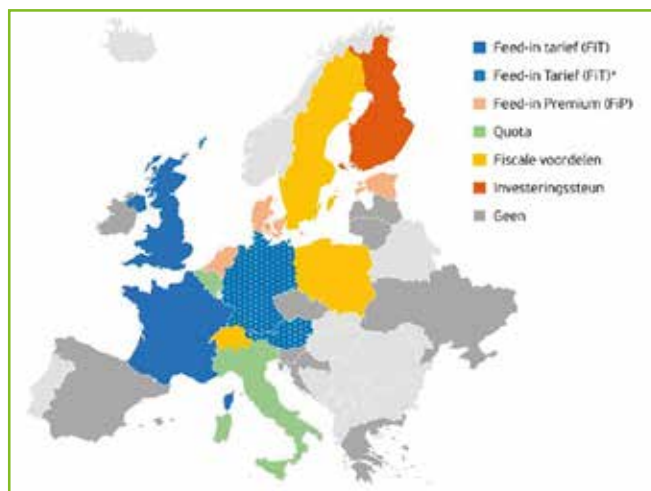 Feed-in tarief (FiT)
Feed-in Tarief (FiT)*
Feed-in Premium (FiP)
Quota
Fiscale voordelen
Investeringssteun
Geen